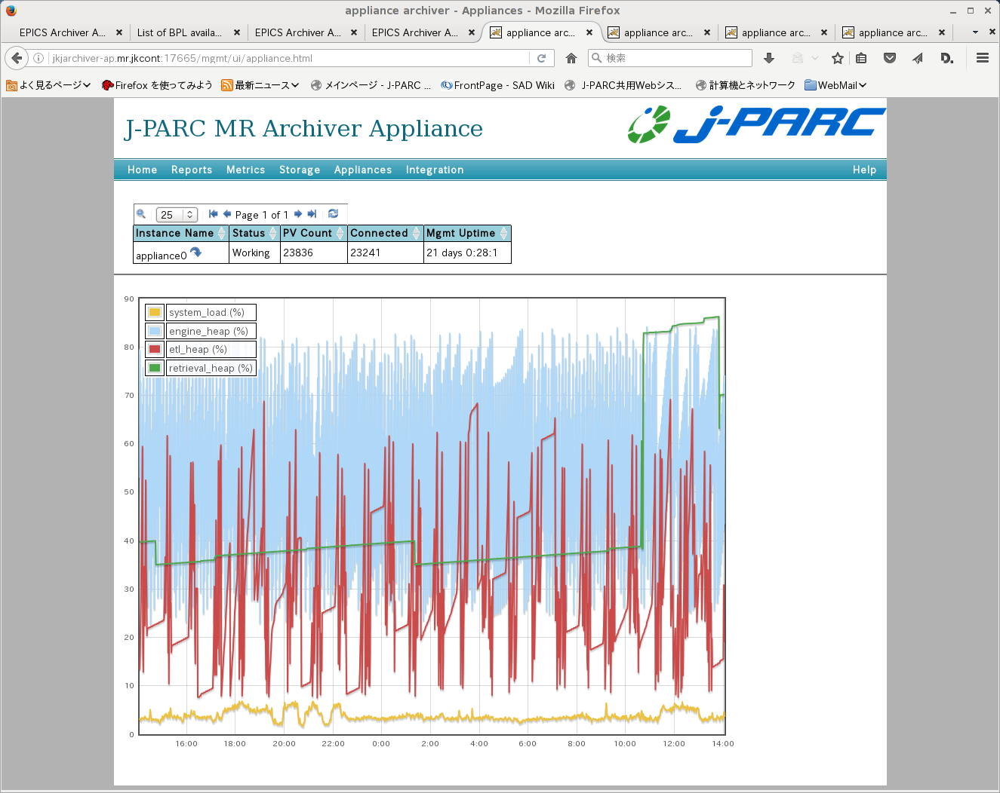 appliance archiver - Appliances - Mozilla Firefox
EPICS Archiver A... List of BPL availa... EPICS Archiver A... EPICS Archiver A... appliance arc... appliance arc... appliance arc... appliance arc...
jkjarchiver-ap.mr.jkcont:17665/mgmt/ui/appliance.html 検索
よく見るページ Firefox を使ってみよう 最新ニュース メインページ - J-PARC ... FrontPage - SAD Wiki J-PARC共用Webシス... 計算機とネットワーク WebMail
J-PARC MR Archiver Appliance
J-PARC
Home Reports Metrics Storage Appliances Integration Help
25 Page 1 of 1
Instance Name Status PV Count Connected Mgmt Uptime
appliance0 Working 23836 23241 21 days 0:28:1
90
system_load (%)
engine_heap (%)
80
etl_heap (%)
retrieval_heap (%)
70
60
50
40
30
20
10
0
16:00 18:00 20:00 22:00 0:00 2:00 4:00 6:00 8:00 10:00 12:00 14:00